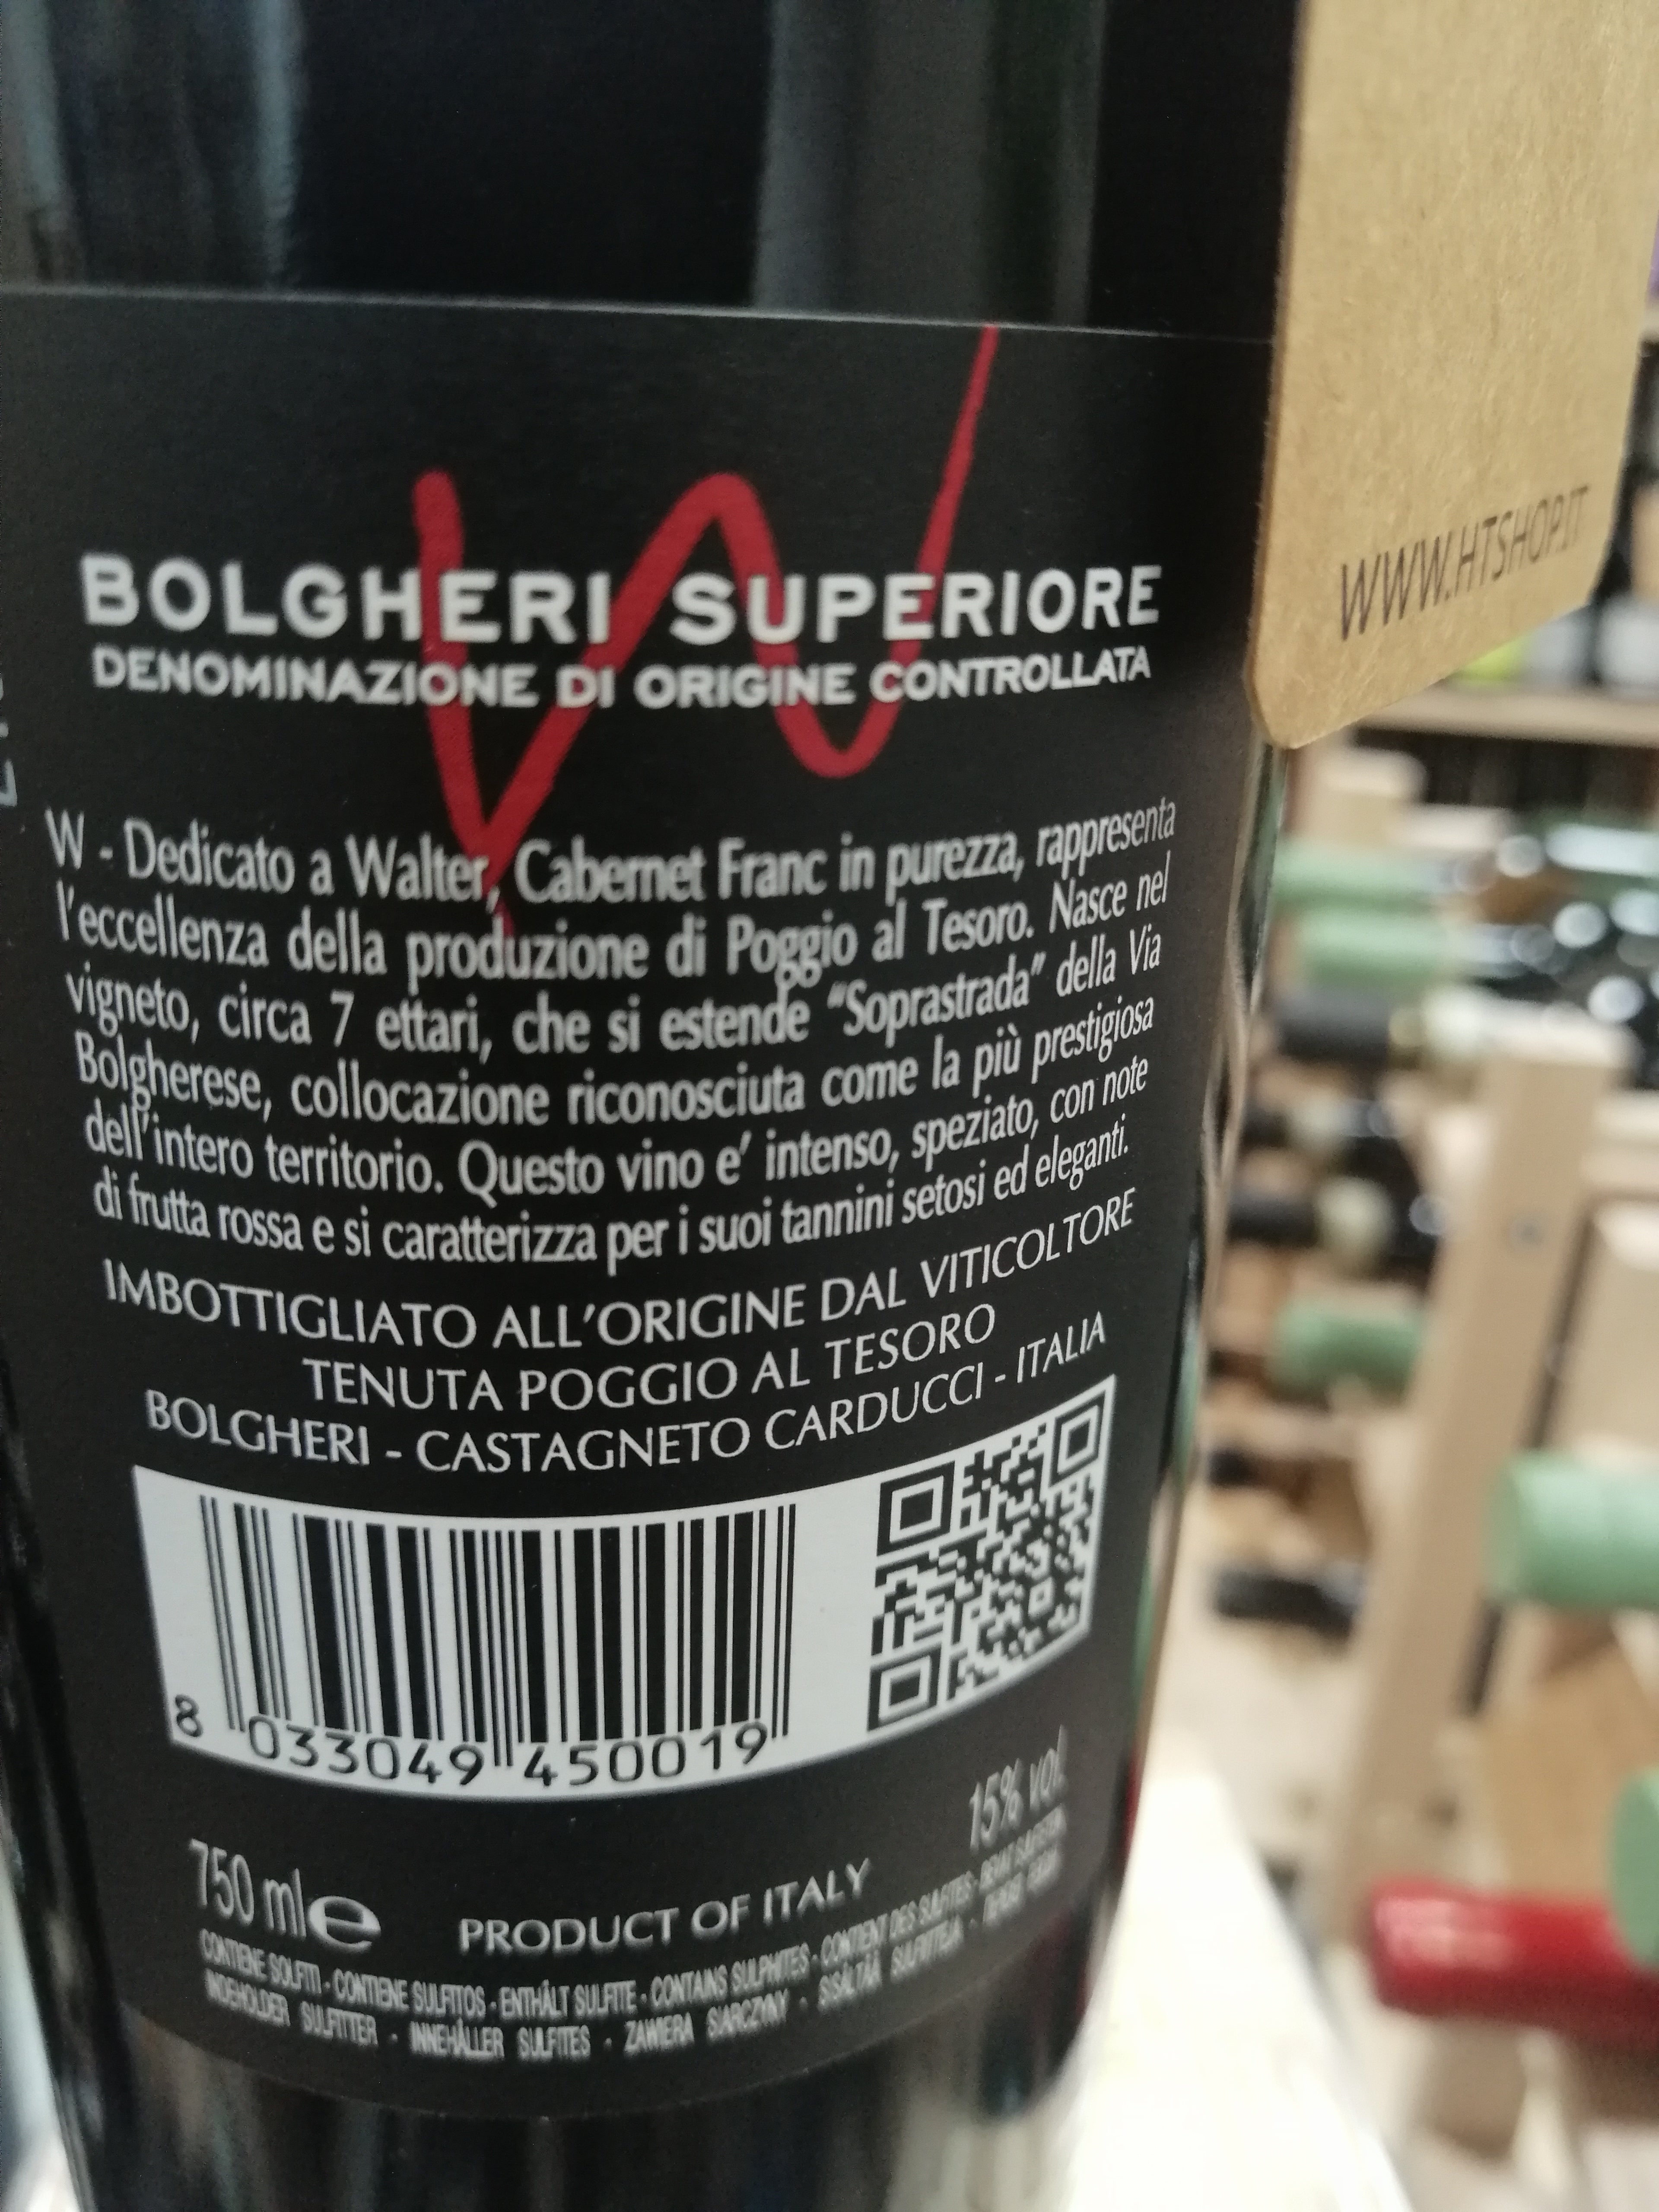 WWW.HTSHOP.IT
BOLGHERI SUPERIORE
DENOMINAZIONE DI ORIGINE CONTROLLATA
W - Dedicato a Walter, Cabernet Franc in purezza, rappresenta
l'eccellenza della produzione di Poggio al Tesoro. Nasce nel
vigneto, circa 7 ettari, che si estende "Soprastrada" della Via
Bolgherese, collocazione riconosciuta come la più prestigiosa
dell'intero territorio. Questo vino e' intenso, speziato, con note
di frutta rossa e si caratterizza per i suoi tannini setosi ed eleganti.
IMBOTTIGLIATO ALL'ORIGINE DAL VITICOLTORE
TENUTA POGGIO AL TESORO
BOLGHERI - CASTAGNETO CARDUCCI - ITALIA
8 033049 450019
750 ml e PRODUCT OF ITALY 15% vol.
CONTIENE SOLFITI - CONTIENE SULFITOS - ENTHÄLT SULFITE - CONTAINS SULPHITES - CONTIENT DES SULFITES -
INDEHOLDER SULFITTER - INNEHÅLLER SULFITES - ZAWIERA SIARCZYNY - SISÄLTÄÄ SULFIITTEJA -